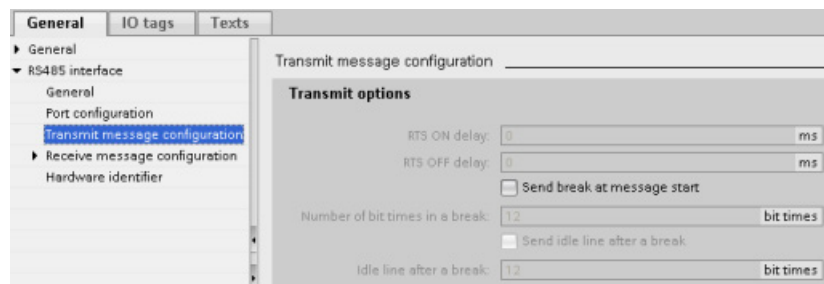 General IO tags Texts
General
RS485 interface
General
Port configuration
Transmit message configuration
Receive message configuration
Hardware identifier
Transmit message configuration
Transmit options
RTS ON delay: 0 ms
RTS OFF delay: 0 ms
Send break at message start
Number of bit times in a break: 12 bit times
Send idle line after a break
Idle line after a break: 12 bit times